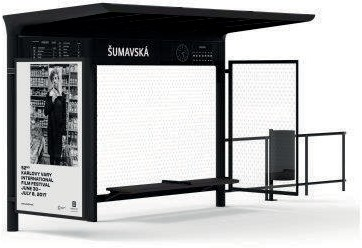 ŠUMAVSKÁ
52ND
KARLOVY VARY
INTERNATIONAL
FILM FESTIVAL
JUNE 30—
JULY 8, 2017